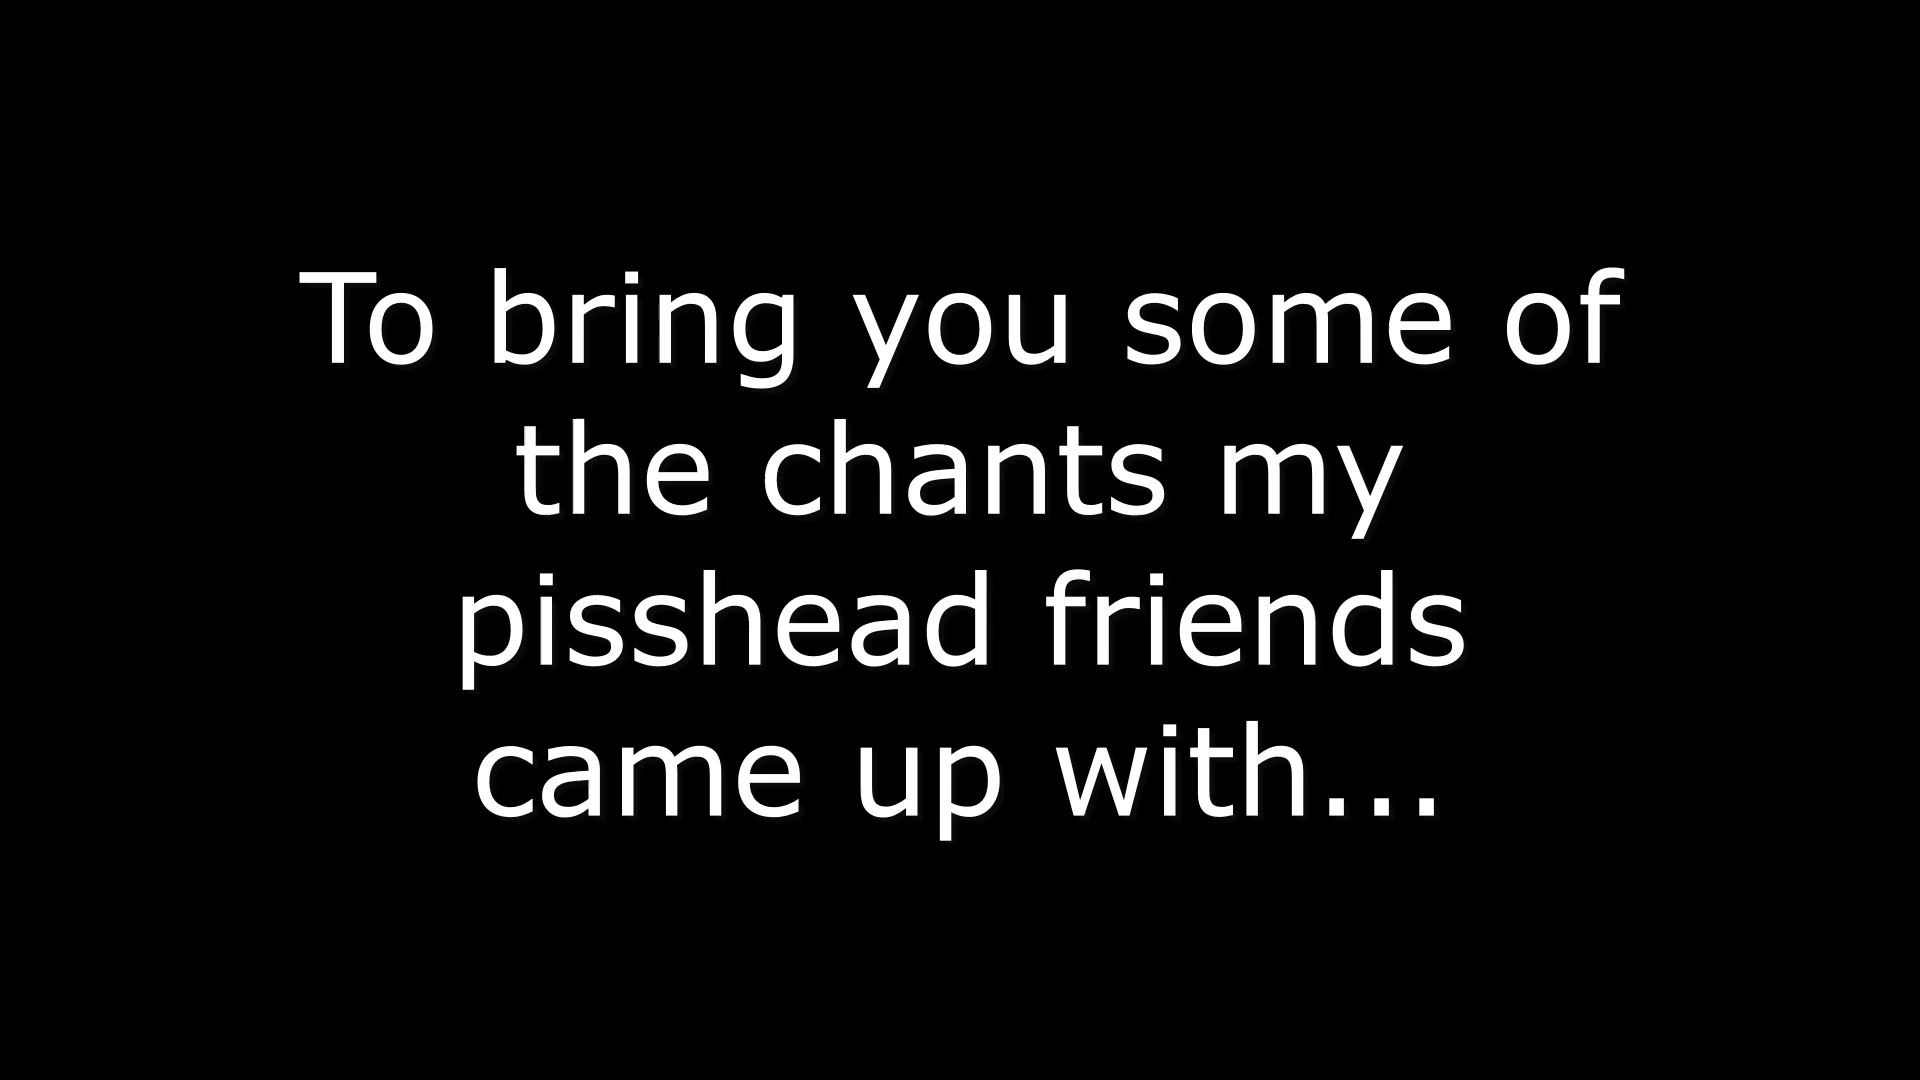 To bring you some of
the chants my
pisshead friends
came up with...